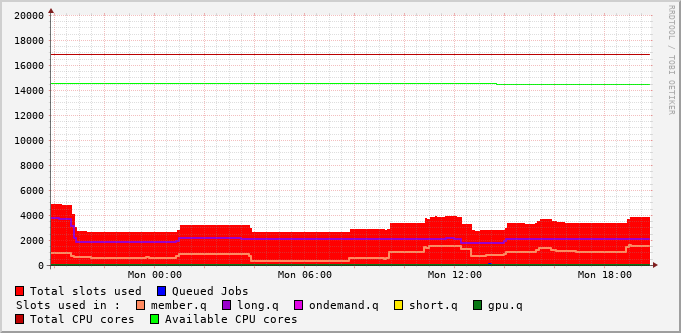 RRDTOOL / TOBI OETIKER
20000
18000
16000
14000
12000
10000
8000
6000
4000
2000
0
Mon 00:00 Mon 06:00 Mon 12:00 Mon 18:00
Total slots used Queued Jobs
Slots used in : member.q long.q ondemand.q short.q gpu.q
Total CPU cores Available CPU cores